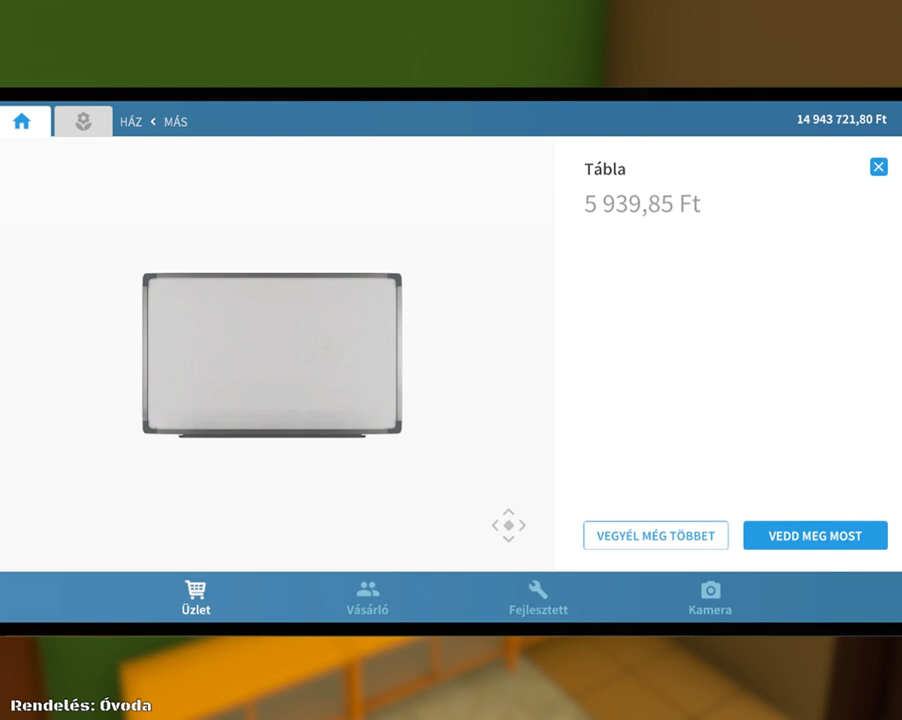 HÁZ < MÁS
14 943 721,80 Ft
Tábla
5 939,85 Ft
VEGYÉL MÉG TÖBBET
VEDD MEG MOST
Üzlet
Vásárló
Fejlesztett
Kamera
Rendelés: Óvoda